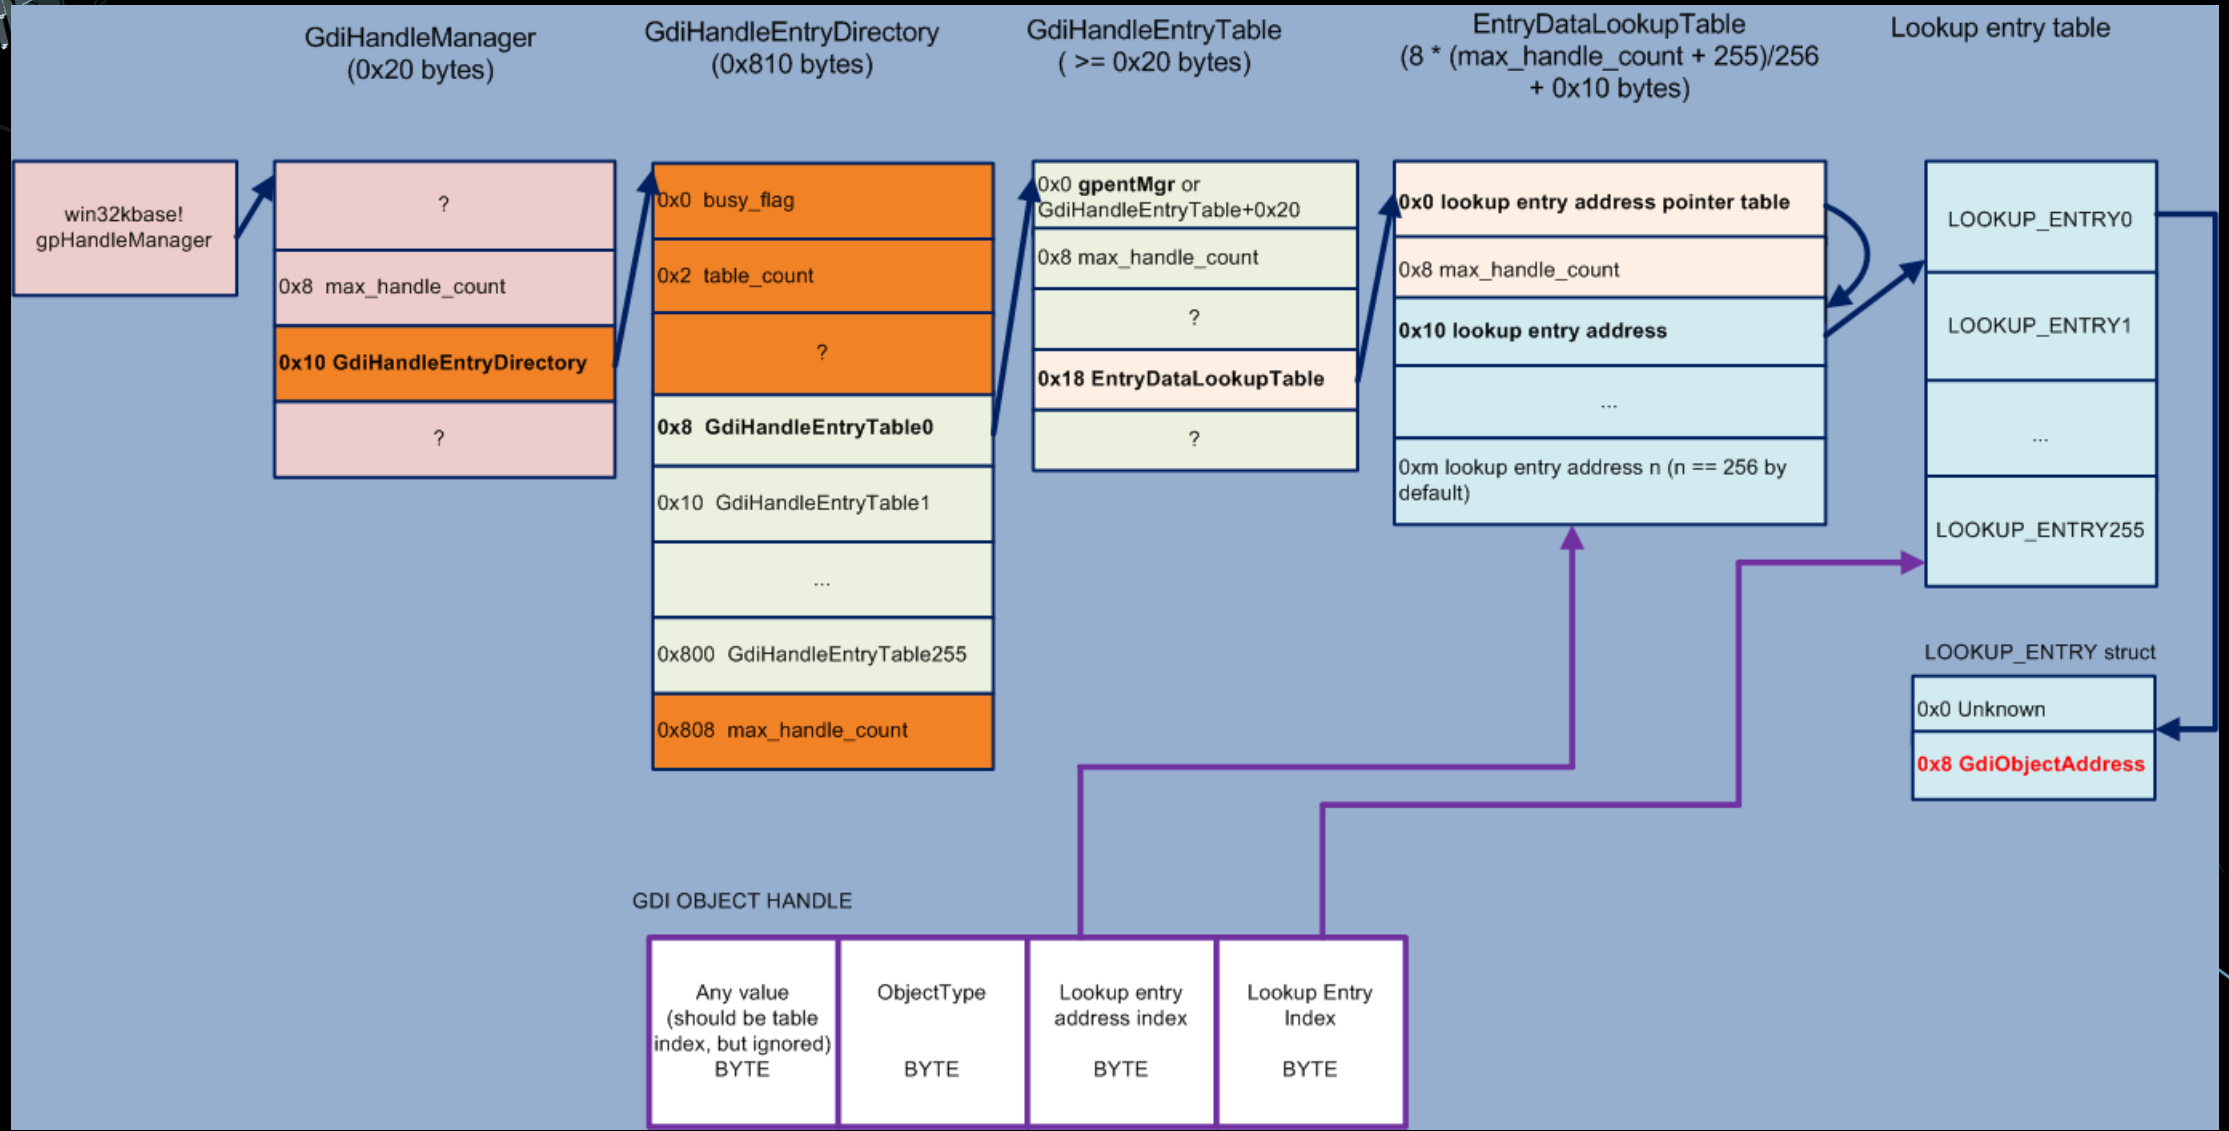 GdiHandleManager
(0x20 bytes)
GdiHandleEntryDirectory
(0x810 bytes)
GdiHandleEntryTable
( >= 0x20 bytes)
EntryDataLookupTable
(8 * (max_handle_count + 255)/256
+ 0x10 bytes)
Lookup entry table
win32kbase!
gpHandleManager
?
0x8 max_handle_count
0x10 GdiHandleEntryDirectory
?
0x0 busy_flag
0x2 table_count
?
0x8 GdiHandleEntryTable0
0x10 GdiHandleEntryTable1
...
0x800 GdiHandleEntryTable255
0x808 max_handle_count
0x0 gpentMgr or
GdiHandleEntryTable+0x20
0x8 max_handle_count
?
0x18 EntryDataLookupTable
?
0x0 lookup entry address pointer table
0x8 max_handle_count
0x10 lookup entry address
...
0xm lookup entry address n (n == 256 by
default)
LOOKUP_ENTRY0
LOOKUP_ENTRY1
...
LOOKUP_ENTRY255
LOOKUP_ENTRY struct
0x0 Unknown
0x8 GdiObjectAddress
GDI OBJECT HANDLE
Any value
(should be table
index, but ignored)
BYTE
ObjectType
BYTE
Lookup entry
address index
BYTE
Lookup Entry
Index
BYTE